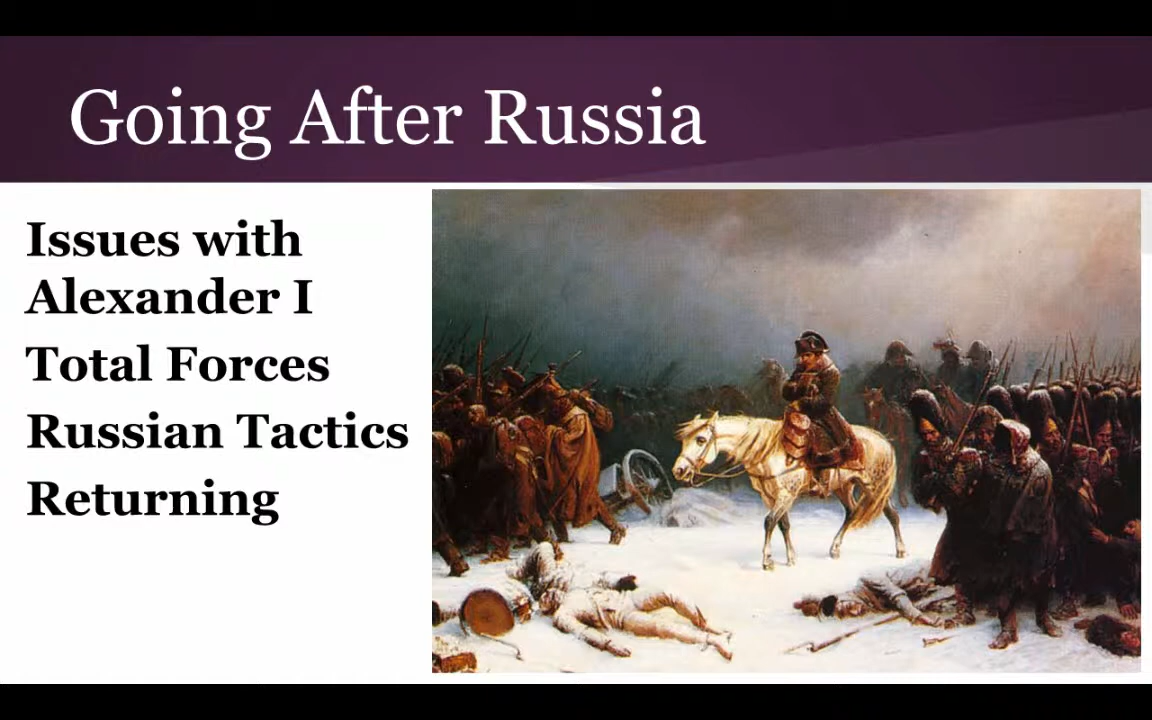 Going After Russia
Issues with
Alexander I
Total Forces
Russian Tactics
Returning